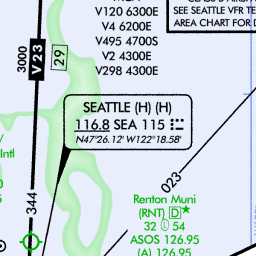 V120 6300E
V4 6200E
V495 4700S
V2 4300E
V298 4300E
SEE SEATTLE VFR TE
AREA CHART FOR D
3000
V 23
29
SEATTLE (H) (H)
116.8 SEA 115
N47°26.12' W122°18.58'
Intl
344
023
Renton Muni
(RNT) D★
32 54
ASOS 126.95
(A) 126.95